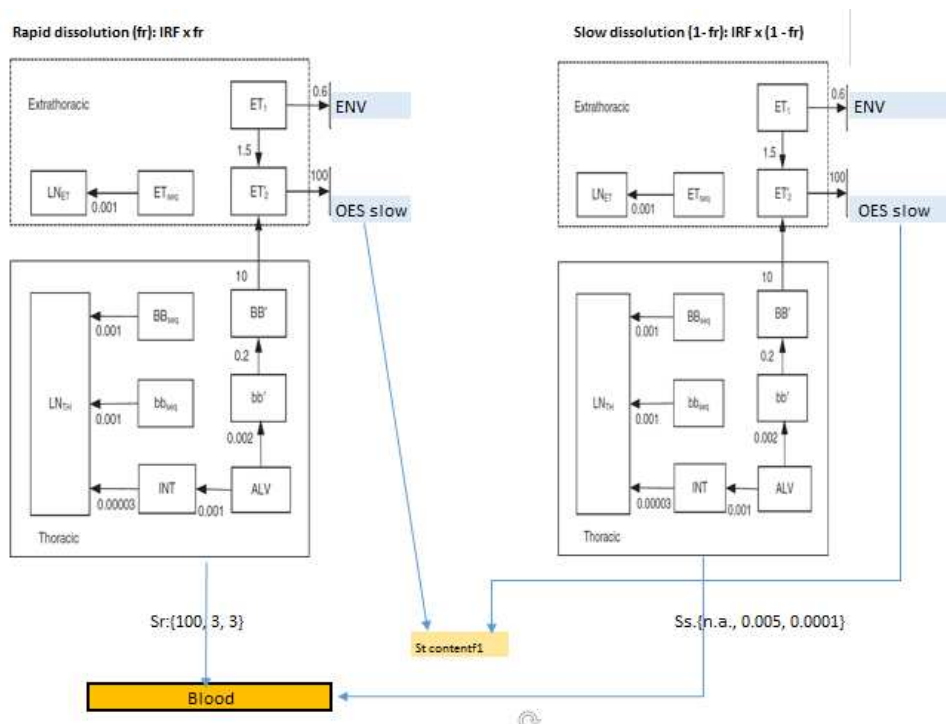 Rapid dissolution (fr): IRF x fr
Extrathoracic
ET1
0.6
ENV
1.5
LNET
0.001
ETseq
ET'2
100
OES slow
10
BBseq
0.001
BB'
0.2
LNTH
bbseq
0.001
bb'
0.002
INT
ALV
0.00003
0.001
Thoracic
Sr:{100, 3, 3}
Slow dissolution (1- fr): IRF x (1 - fr)
Extrathoracic
ET1
0.6
ENV
1.5
LNET
0.001
ETseq
ET'2
100
OES slow
10
BBseq
0.001
BB'
0.2
LNTH
bbseq
0.001
bb'
0.002
INT
ALV
0.00003
0.001
Thoracic
Ss.{n.a., 0.005, 0.0001}
St contentf1
Blood